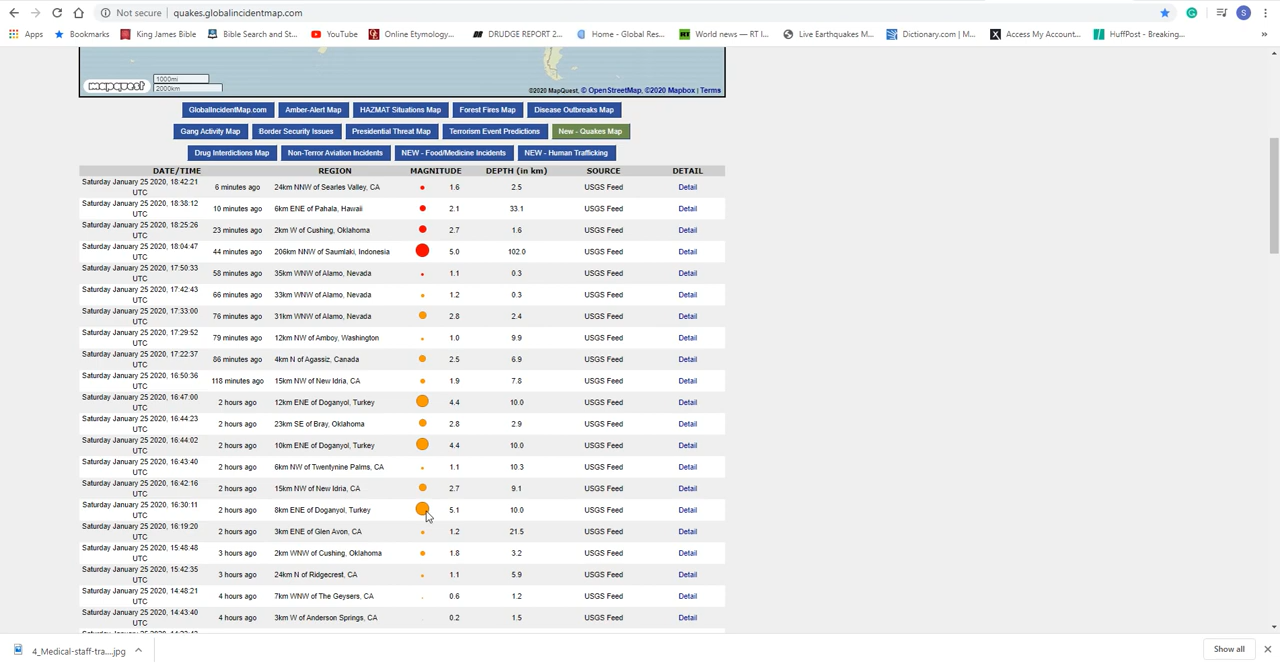 Not secure | quakes.globalincidentmap.com
Apps Bookmarks King James Bible Bible Search and St... YouTube Online Etymology... DRUDGE REPORT 2... Home - Global Res... World news — RT I... Live Earthquakes M... Dictionary.com | M... Access My Account... HuffPost - Breaking... »
mapquest 1000mi 2000km ©2020 MapQuest, © OpenStreetMap, ©2020 Mapbox | Terms
GlobalIncidentMap.com Amber-Alert Map HAZMAT Situations Map Forest Fires Map Disease Outbreaks Map
Gang Activity Map Border Security Issues Presidential Threat Map Terrorism Event Predictions New - Quakes Map
Drug Interdictions Map Non-Terror Aviation Incidents NEW - Food/Medicine Incidents NEW - Human Trafficking
DATE/TIME REGION MAGNITUDE DEPTH (in km) SOURCE DETAIL
Saturday January 25 2020, 18:42:21 UTC 6 minutes ago 24km NNW of Searles Valley, CA 1.6 2.5 USGS Feed Detail
Saturday January 25 2020, 18:38:12 UTC 10 minutes ago 6km ENE of Pahala, Hawaii 2.1 33.1 USGS Feed Detail
Saturday January 25 2020, 18:25:26 UTC 23 minutes ago 2km W of Cushing, Oklahoma 2.7 1.6 USGS Feed Detail
Saturday January 25 2020, 18:04:47 UTC 44 minutes ago 206km NNW of Saumlaki, Indonesia 5.0 102.0 USGS Feed Detail
Saturday January 25 2020, 17:50:33 UTC 58 minutes ago 35km WNW of Alamo, Nevada 1.1 0.3 USGS Feed Detail
Saturday January 25 2020, 17:42:43 UTC 66 minutes ago 33km WNW of Alamo, Nevada 1.2 0.3 USGS Feed Detail
Saturday January 25 2020, 17:33:00 UTC 76 minutes ago 31km WNW of Alamo, Nevada 2.8 2.4 USGS Feed Detail
Saturday January 25 2020, 17:29:52 UTC 79 minutes ago 12km NW of Amboy, Washington 1.0 9.9 USGS Feed Detail
Saturday January 25 2020, 17:22:37 UTC 86 minutes ago 4km N of Agassiz, Canada 2.5 6.9 USGS Feed Detail
Saturday January 25 2020, 16:50:36 UTC 118 minutes ago 15km NW of New Idria, CA 1.9 7.8 USGS Feed Detail
Saturday January 25 2020, 16:47:00 UTC 2 hours ago 12km ENE of Doganyol, Turkey 4.4 10.0 USGS Feed Detail
Saturday January 25 2020, 16:44:23 UTC 2 hours ago 23km SE of Bray, Oklahoma 2.8 2.9 USGS Feed Detail
Saturday January 25 2020, 16:44:02 UTC 2 hours ago 10km ENE of Doganyol, Turkey 4.4 10.0 USGS Feed Detail
Saturday January 25 2020, 16:43:40 UTC 2 hours ago 6km NW of Twentynine Palms, CA 1.1 10.3 USGS Feed Detail
Saturday January 25 2020, 16:42:16 UTC 2 hours ago 15km NW of New Idria, CA 2.7 9.1 USGS Feed Detail
Saturday January 25 2020, 16:30:11 UTC 2 hours ago 8km ENE of Doganyol, Turkey 5.1 10.0 USGS Feed Detail
Saturday January 25 2020, 16:19:20 UTC 2 hours ago 3km ENE of Glen Avon, CA 1.2 21.5 USGS Feed Detail
Saturday January 25 2020, 15:48:48 UTC 3 hours ago 2km WNW of Cushing, Oklahoma 1.8 3.2 USGS Feed Detail
Saturday January 25 2020, 15:42:35 UTC 3 hours ago 24km N of Ridgecrest, CA 1.1 5.9 USGS Feed Detail
Saturday January 25 2020, 14:48:21 UTC 4 hours ago 7km WNW of The Geysers, CA 0.6 1.2 USGS Feed Detail
Saturday January 25 2020, 14:43:40 UTC 4 hours ago 3km W of Anderson Springs, CA 0.2 1.5 USGS Feed Detail
4_Medical-staff-tra....jpg Show all